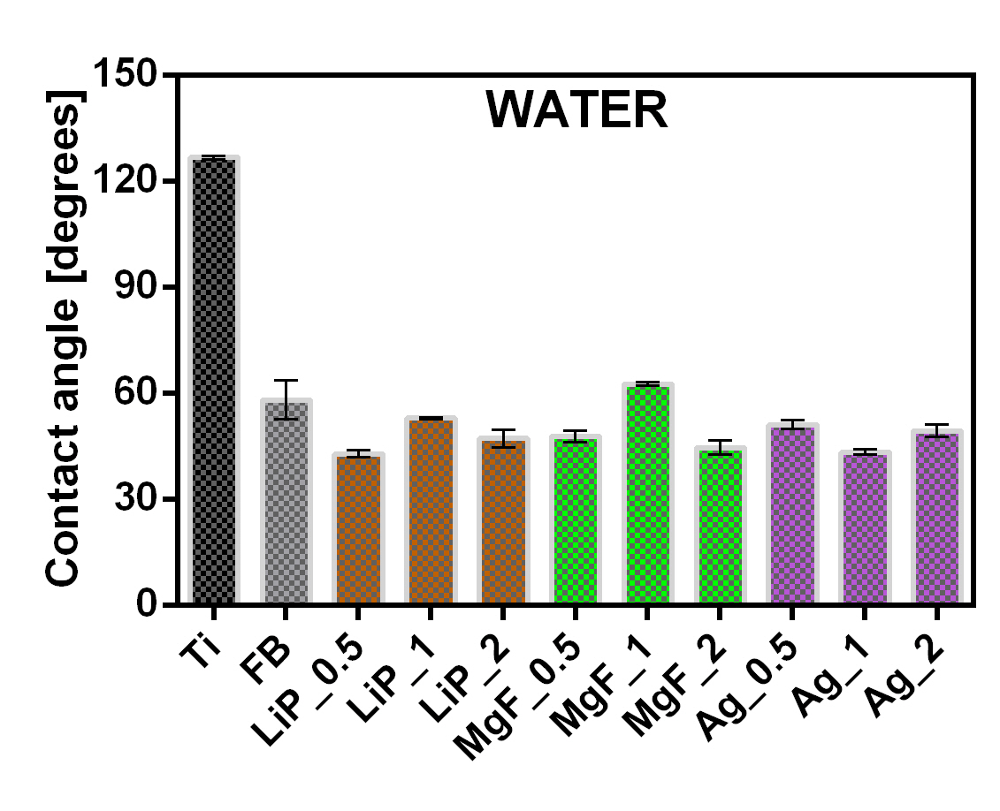 WATER
Contact angle [degrees]
150
120
90
60
30
0
Ti
FB
LiP_0.5
LiP_1
LiP_2
MgF_0.5
MgF_1
MgF_2
Ag_0.5
Ag_1
Ag_2